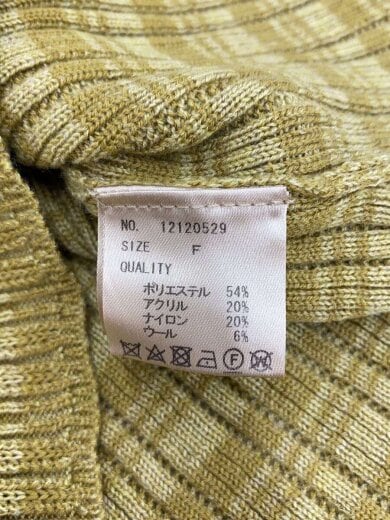 NO. 12120529
SIZE F
QUALITY
ポリエステル 54%
アクリル 20%
ナイロン 20%
ウール 6%
F W